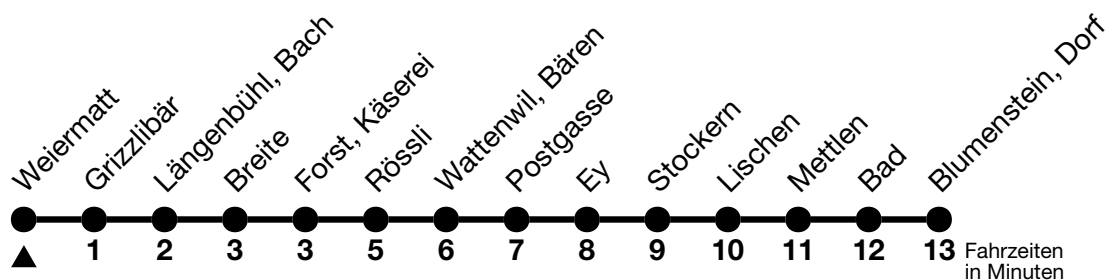 Weiermatt
Grizzlibär
Längenbühl, Bach
Breite
Forst, Käserei
Rössli
Wattenwil, Bären
Postgasse
Ey
Stockern
Lischen
Mettlen
Bad
Blumenstein, Dorf
1 2 3 3 5 6 7 8 9 10 11 12 13 Fahrzeiten
in Minuten